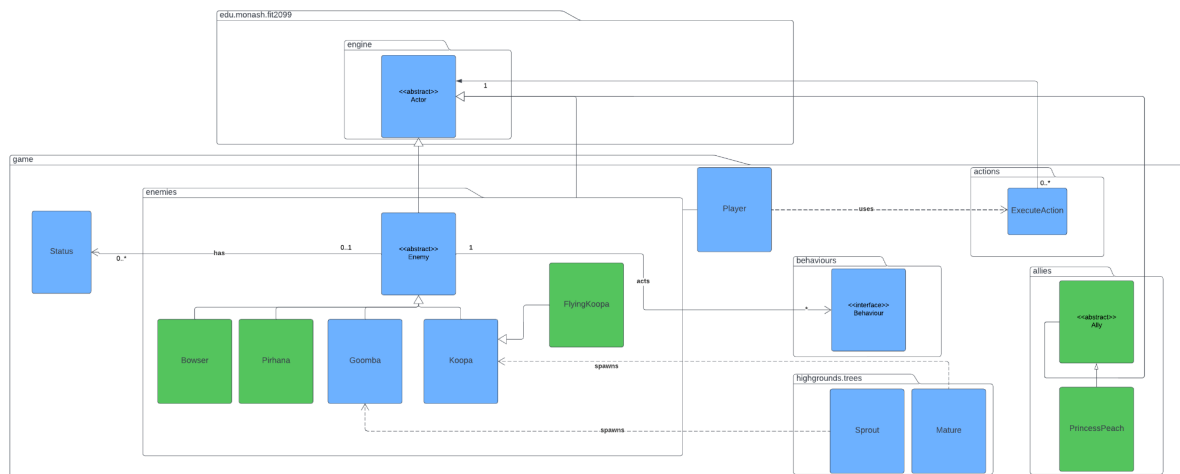 edu.monash.fit2099
engine
<<abstract>>
Actor
1
game
enemies
Player
actions
0..*
ExecuteAction
uses
Status
0..*
has
0..1
<<abstract>>
Enemy
1
acts
behaviours
<<interface>>
Behaviour
*
allies
<<abstract>>
Ally
FlyingKoopa
Bowser
Pirhana
Goomba
Koopa
spawns
highgrounds.trees
Sprout
Mature
spawns
PrincessPeach